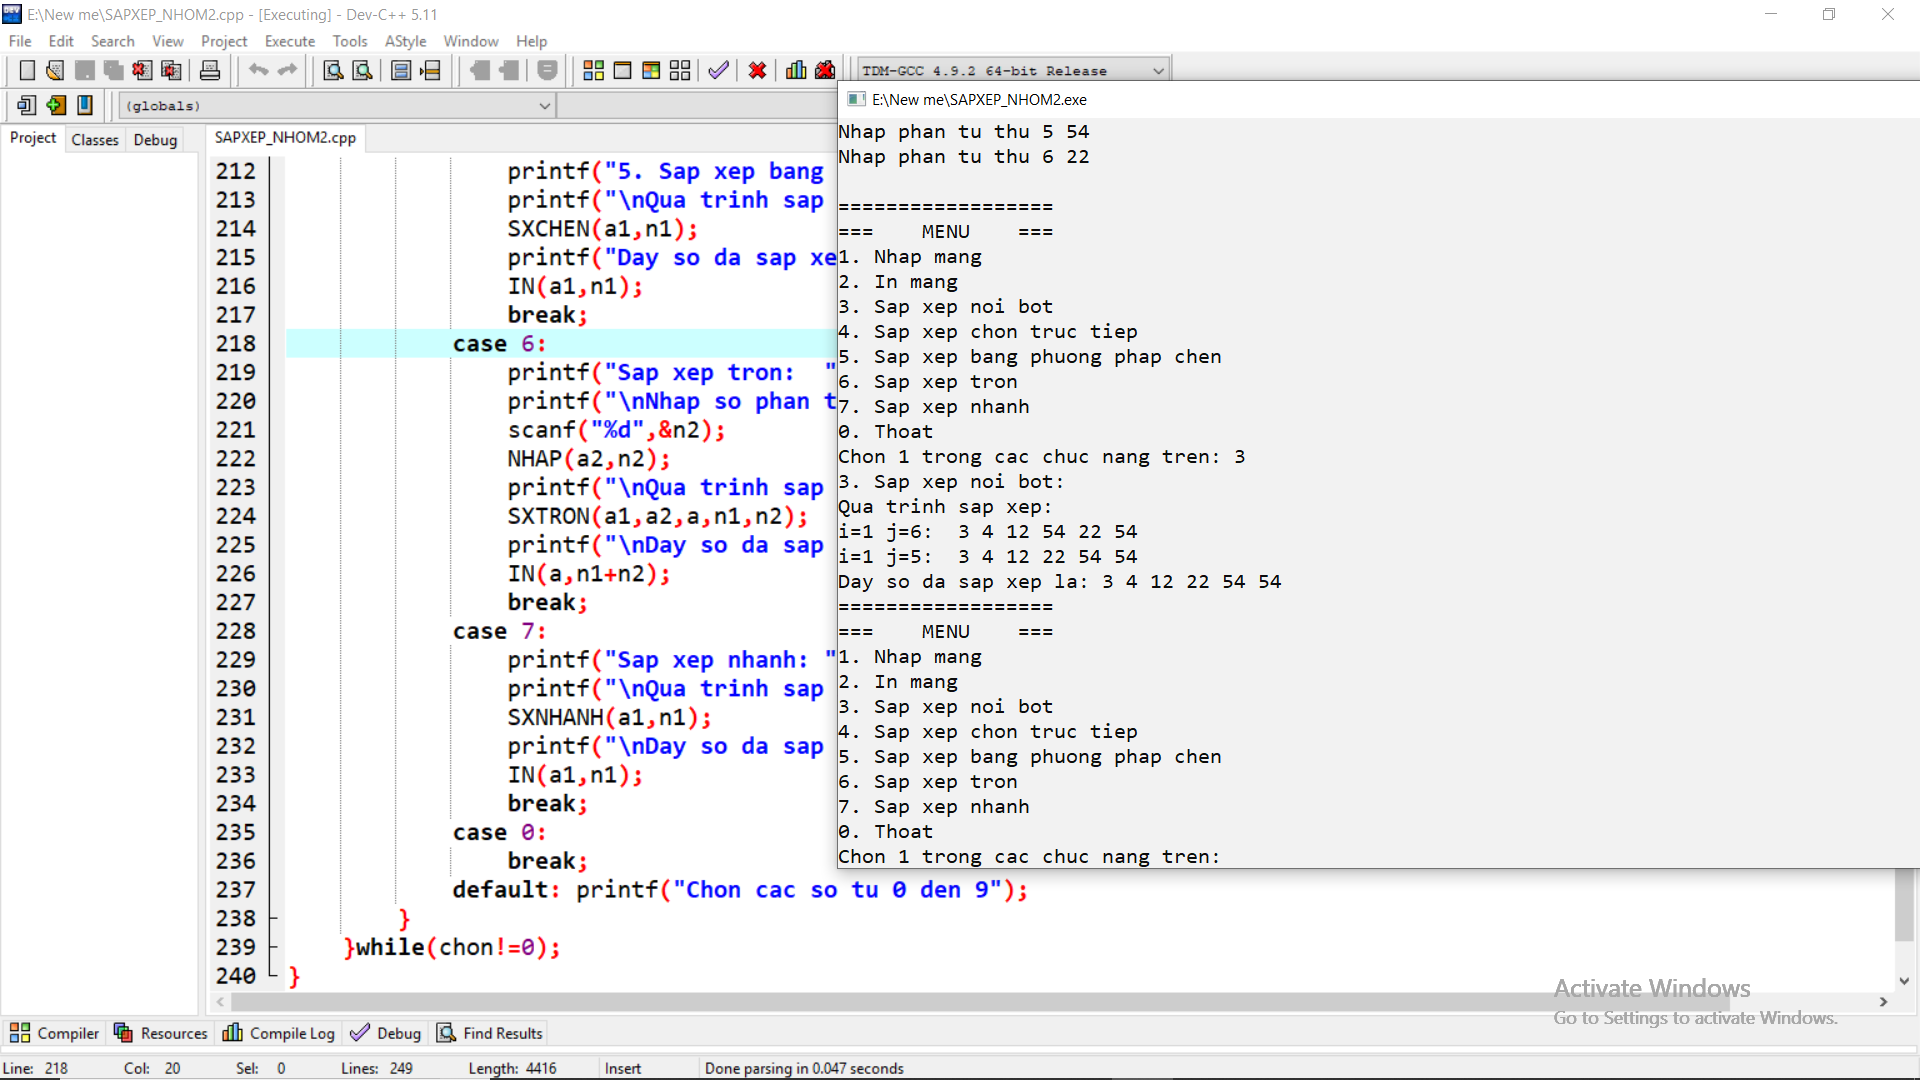 E:\New me\SAPXEP_NHOM2.cpp - [Executing] - Dev-C++ 5.11
File Edit Search View Project Execute Tools AStyle Window Help
TDM-GCC 4.9.2 64-bit Release
(globals)
Project Classes Debug
SAPXEP_NHOM2.cpp
212 printf("5. Sap xep bang
213 printf("\nQua trinh sap
214 SXCHEN(a1,n1);
215 printf("Day so da sap xe
216 IN(a1,n1);
217 break;
218 case 6:
219 printf("Sap xep tron:  "
220 printf("\nNhap so phan t
221 scanf("%d",&n2);
222 NHAP(a2,n2);
223 printf("\nQua trinh sap
224 SXTRON(a1,a2,a,n1,n2);
225 printf("\nDay so da sap
226 IN(a,n1+n2);
227 break;
228 case 7:
229 printf("Sap xep nhanh: "
230 printf("\nQua trinh sap
231 SXNHANH(a1,n1);
232 printf("\nDay so da sap
233 IN(a1,n1);
234 break;
235 case 0:
236 break;
237 default: printf("Chon cac so tu 0 den 9");
238 }
239 }while(chon!=0);
240 }
E:\New me\SAPXEP_NHOM2.exe
Nhap phan tu thu 5 54
Nhap phan tu thu 6 22
==================
===    MENU    ===
1. Nhap mang
2. In mang
3. Sap xep noi bot
4. Sap xep chon truc tiep
5. Sap xep bang phuong phap chen
6. Sap xep tron
7. Sap xep nhanh
0. Thoat
Chon 1 trong cac chuc nang tren: 3
3. Sap xep noi bot:
Qua trinh sap xep:
i=1 j=6:  3 4 12 54 22 54
i=1 j=5:  3 4 12 22 54 54
Day so da sap xep la: 3 4 12 22 54 54
==================
===    MENU    ===
1. Nhap mang
2. In mang
3. Sap xep noi bot
4. Sap xep chon truc tiep
5. Sap xep bang phuong phap chen
6. Sap xep tron
7. Sap xep nhanh
0. Thoat
Chon 1 trong cac chuc nang tren:
Activate Windows
Go to Settings to activate Windows.
Compiler Resources Compile Log Debug Find Results
Line: 218 Col: 20 Sel: 0 Lines: 249 Length: 4416 Insert Done parsing in 0.047 seconds